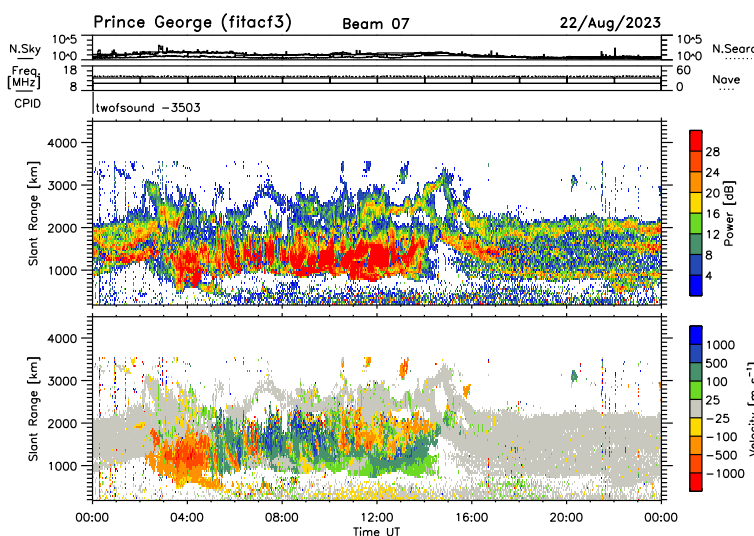 Prince George (fitacf3) Beam 07 22/Aug/2023
N.Sky 10^5 10^0 10^5 10^0 N.Sear
Freq. [MHz] 18 8 60 0 Nave
CPID twofsound -3503
Slant Range [km] 4000 3000 2000 1000
28 24 20 16 12 8 4 Power [dB]
Slant Range [km] 4000 3000 2000 1000
1000 500 100 25 -25 -100 -500 -1000 Velocity [m s^-1]
00:00 04:00 08:00 12:00 16:00 20:00 00:00
Time UT